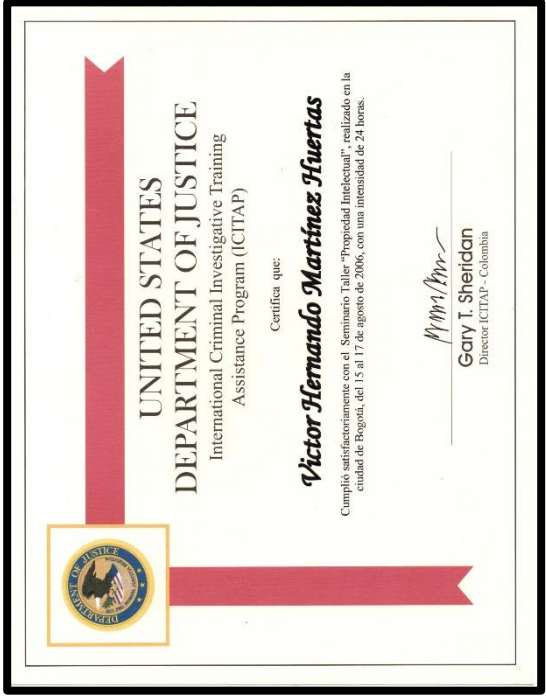 DEPARTMENT OF JUSTICE
UNITED STATES
DEPARTMENT OF JUSTICE
International Criminal Investigative Training
Assistance Program (ICITAP)
Certifica que:
Victor Hernando Martínez Huertas
Cumplió satisfactoriamente con el Seminario Taller "Propiedad Intelectual", realizado en la
ciudad de Bogotá, del 15 al 17 de agosto de 2006, con una intensidad de 24 horas.
Gary T. Sheridan
Director ICITAP - Colombia